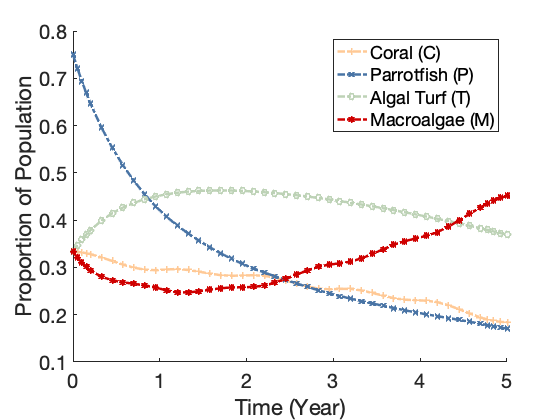 0.8
0.7
0.6
0.5
0.4
0.3
0.2
0.1
0
1
2
3
4
5
Proportion of Population
Time (Year)
Coral (C)
Parrotfish (P)
Algal Turf (T)
Macroalgae (M)